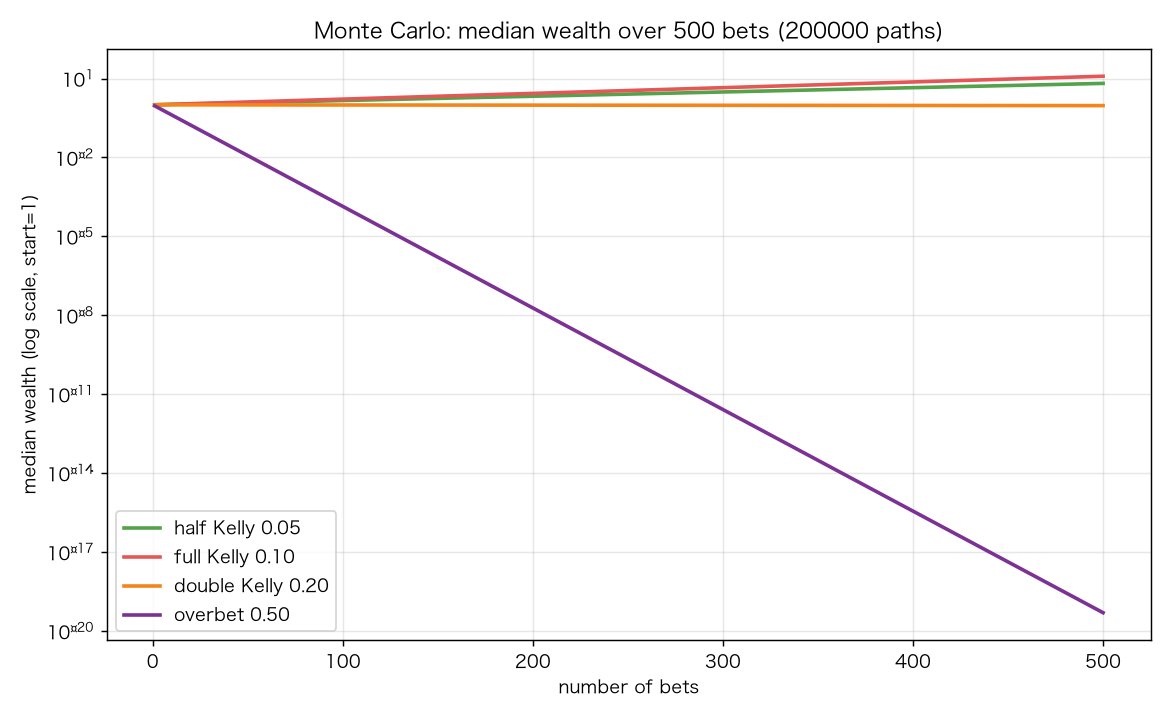 Monte Carlo: median wealth over 500 bets (200000 paths)
median wealth (log scale, start=1)
10¹
10¤²
10¤⁵
10¤⁸
10¤¹¹
10¤¹⁴
10¤¹⁷
10¤²⁰
half Kelly 0.05
full Kelly 0.10
double Kelly 0.20
overbet 0.50
0 100 200 300 400 500
number of bets